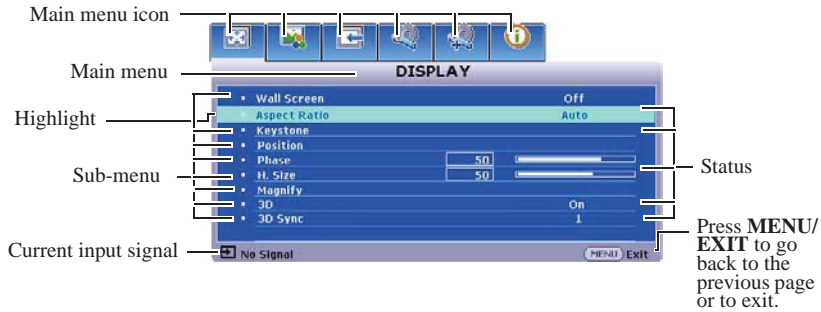 Main menu icon
Main menu
DISPLAY
Wall Screen Off
Highlight
Aspect Ratio Auto
Keystone
Position
Phase 50
Sub-menu
H. Size 50
Status
Magnify
3D On
3D Sync 1
Current input signal
No Signal
MENU Exit
Press MENU/
EXIT to go
back to the
previous page
or to exit.